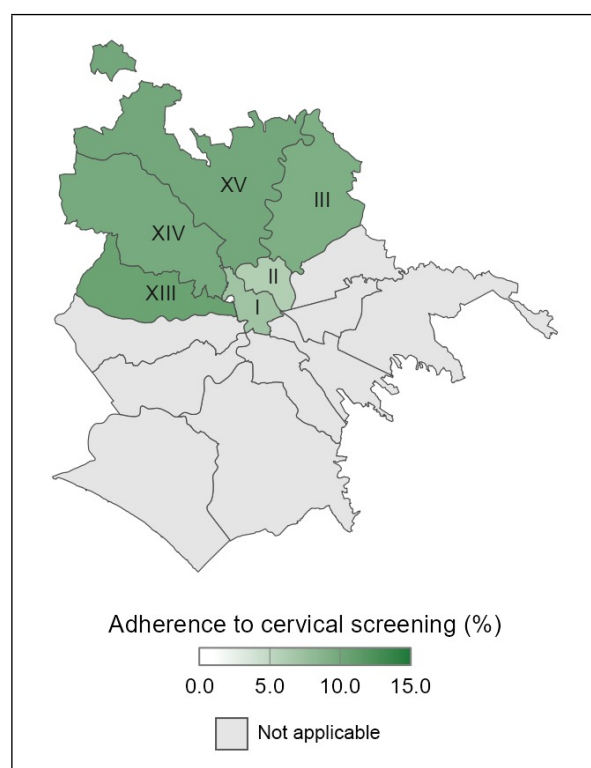 XV
III
XIV
II
XIII
I
Adherence to cervical screening (%)
0.0 5.0 10.0 15.0
Not applicable